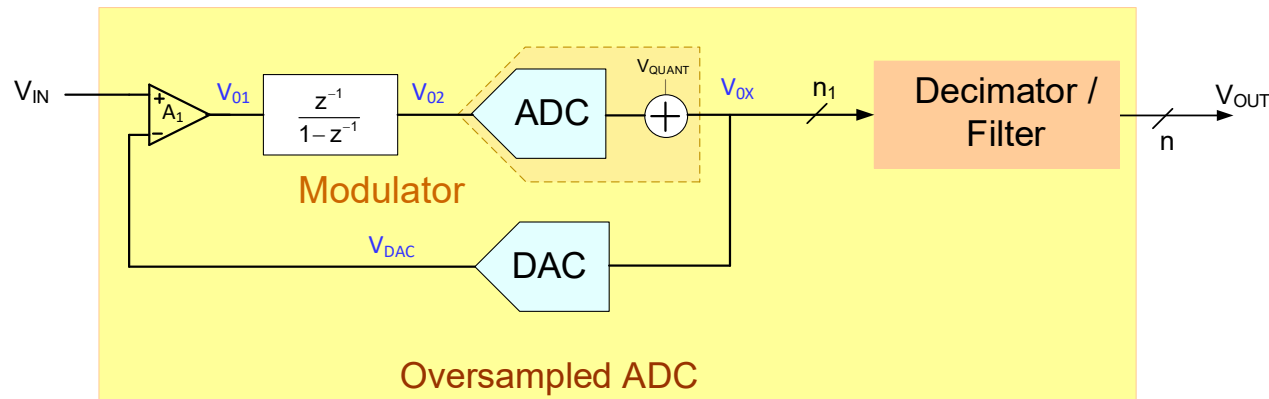 V_IN
+
A_1
−
V_01
z^−1
1−z^−1
V_02
ADC
V_QUANT
+
V_0X
n_1
Decimator /
Filter
V_OUT
n
Modulator
V_DAC
DAC
Oversampled ADC